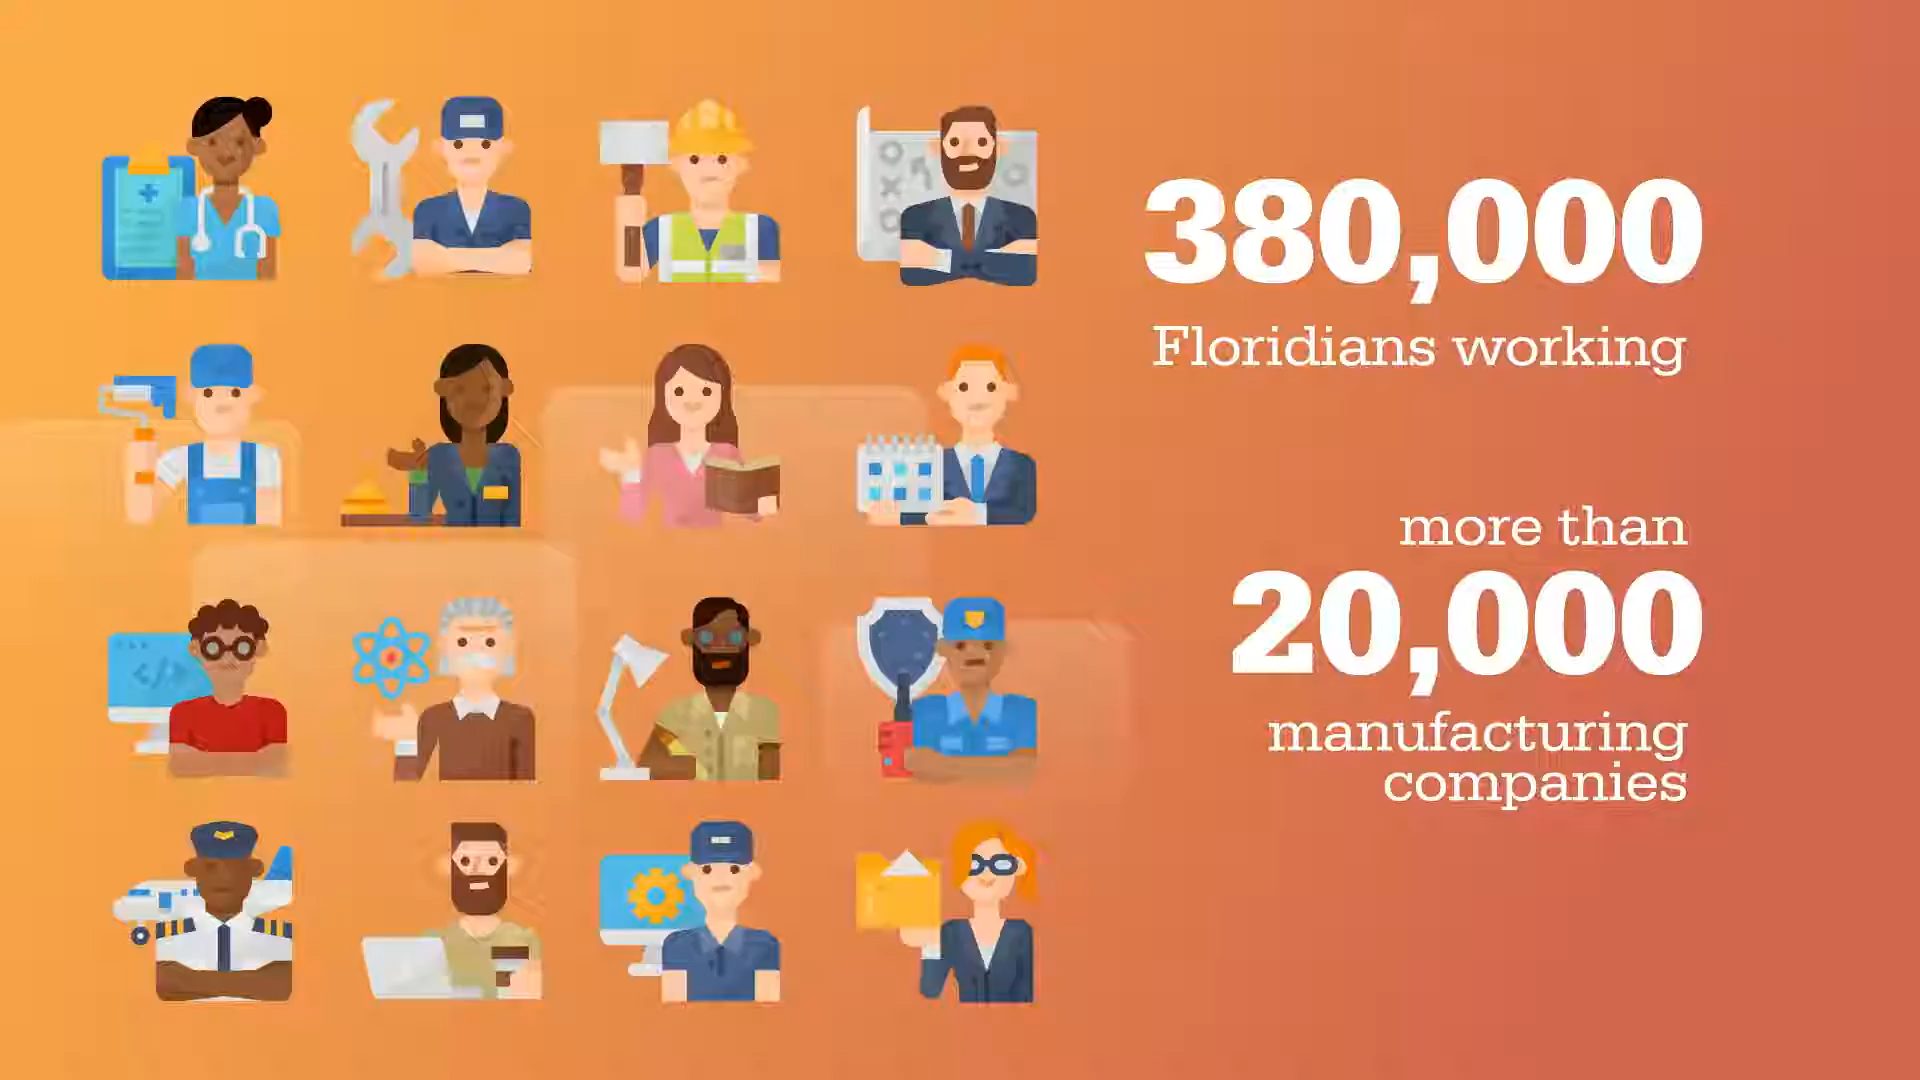 380,000
Floridians working
more than
20,000
manufacturing
companies